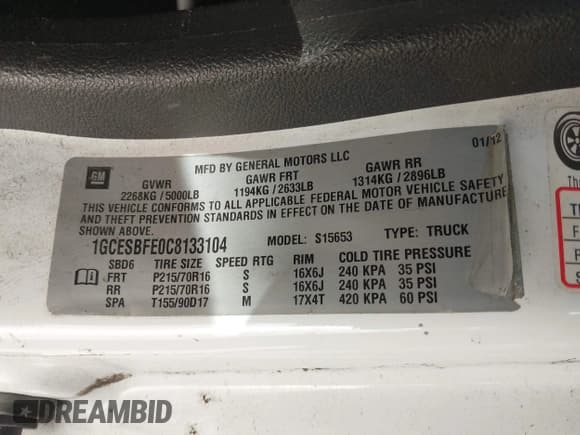 MFD BY GENERAL MOTORS LLC 01/12
GM GVWR GAWR FRT GAWR RR
2268KG / 5000LB 1194KG / 2633LB 1314KG / 2896LB
THIS VEHICLE CONFORMS TO ALL APPLICABLE FEDERAL MOTOR VEHICLE SAFETY
AND THEFT PREVENTION STANDARDS IN EFFECT ON THE DATE OF MANUFACTURE
SHOWN ABOVE.
1GCESBFE0C8133104 MODEL: S15653 TYPE: TRUCK
SBD6 TIRE SIZE SPEED RTG RIM COLD TIRE PRESSURE
FRT P215/70R16 S 16X6J 240 KPA 35 PSI
RR P215/70R16 S 16X6J 240 KPA 35 PSI
SPA T155/90D17 M 17X4T 420 KPA 60 PSI
DREAMBID